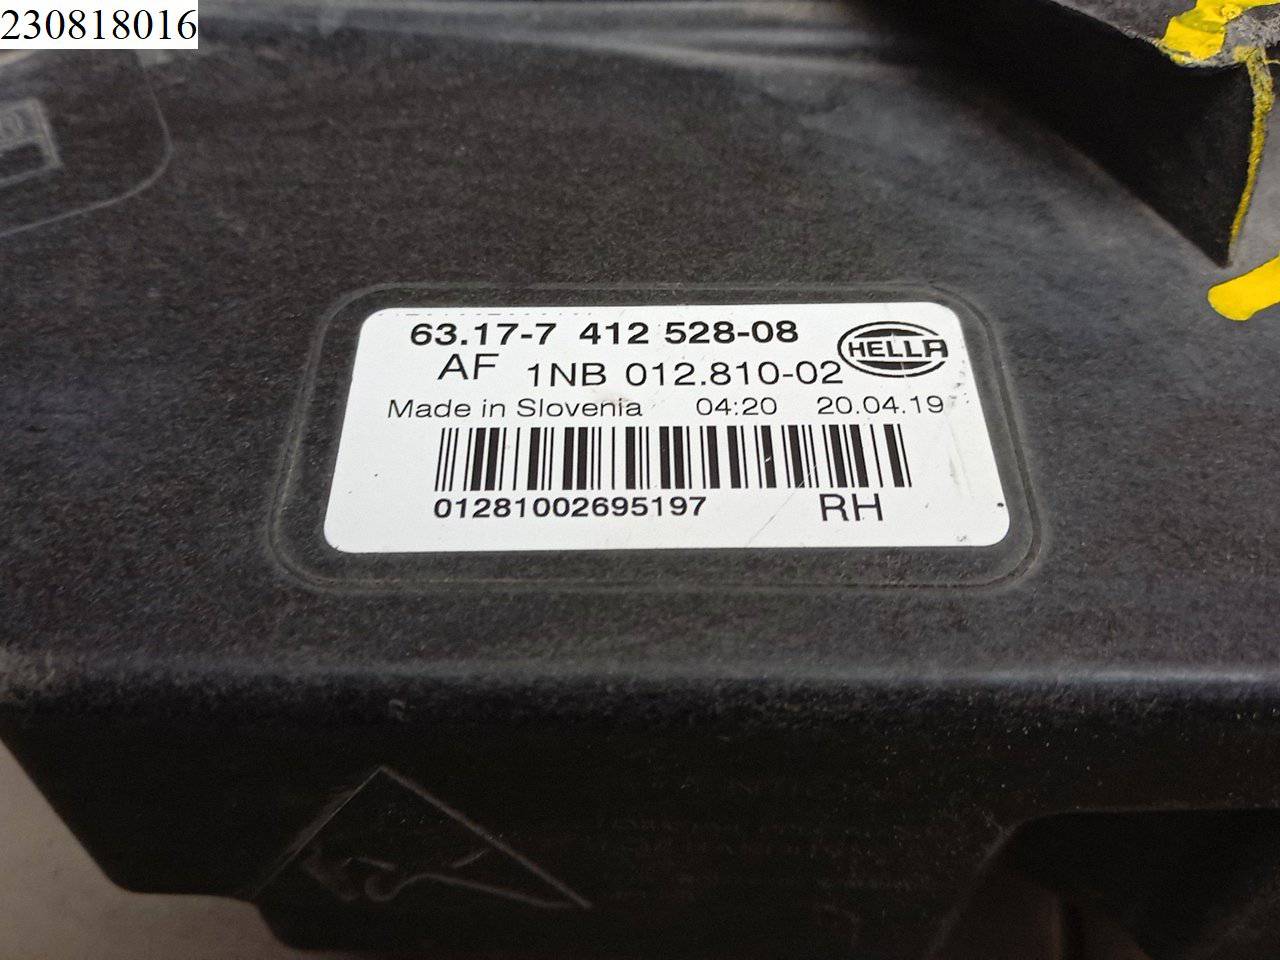 230818016
63.17-7 412 528-08
HELLA
AF 1NB 012.810-02
Made in Slovenia 04:20 20.04.19
01281002695197 RH